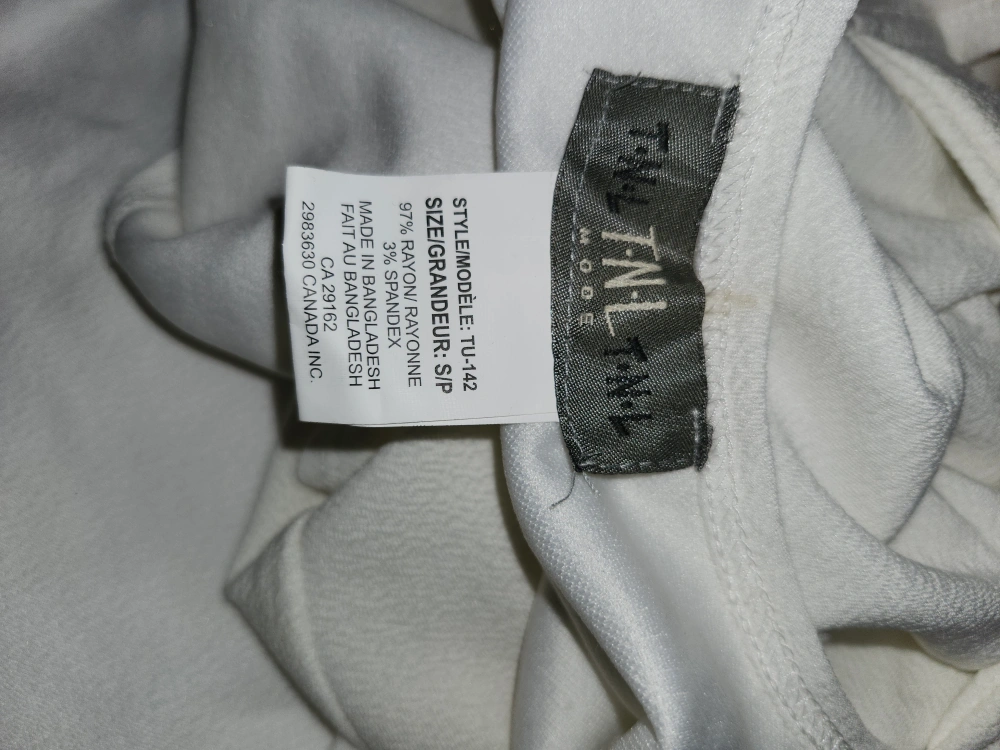 T.N.L
T.N.L
MODE
T.N.L
STYLE/MODÈLE: TU-142
SIZE/GRANDEUR: S/P
97% RAYON/ RAYONNE
3% SPANDEX
MADE IN BANGLADESH
FAIT AU BANGLADESH
CA 29162
2983630 CANADA INC.